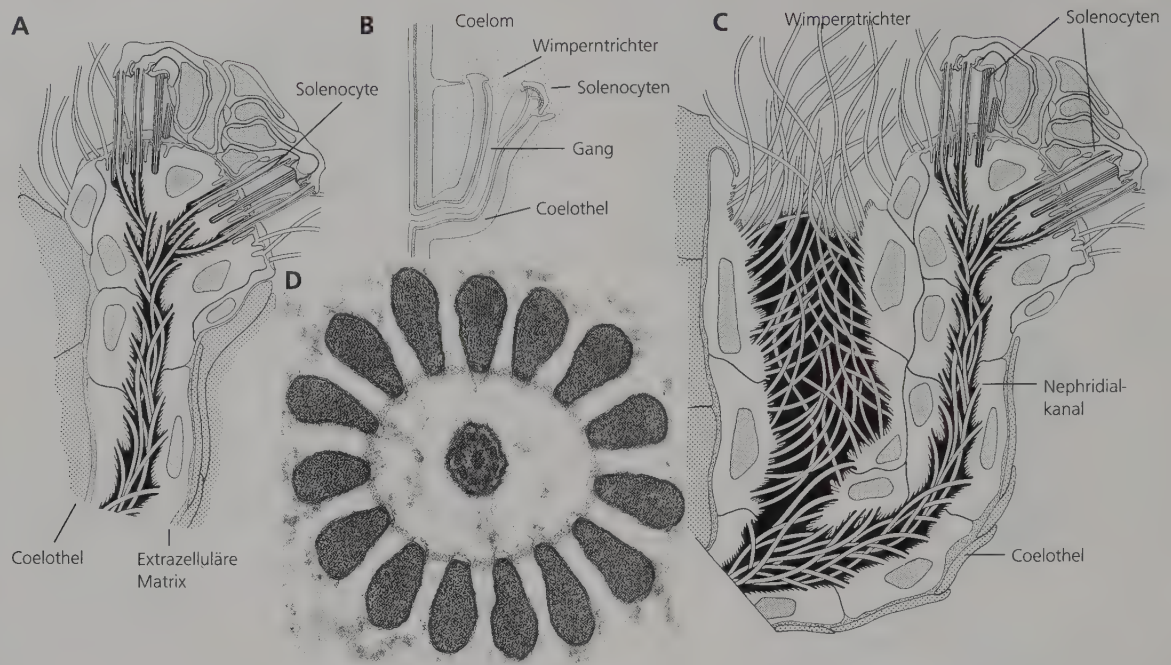 A
Solenocyte
Coelothel
Extrazelluläre
Matrix
B
Coelom
Wimperntrichter
Solenocyten
Gang
Coelothel
C
Wimperntrichter
Solenocyten
Nephridial-
kanal
Coelothel
D